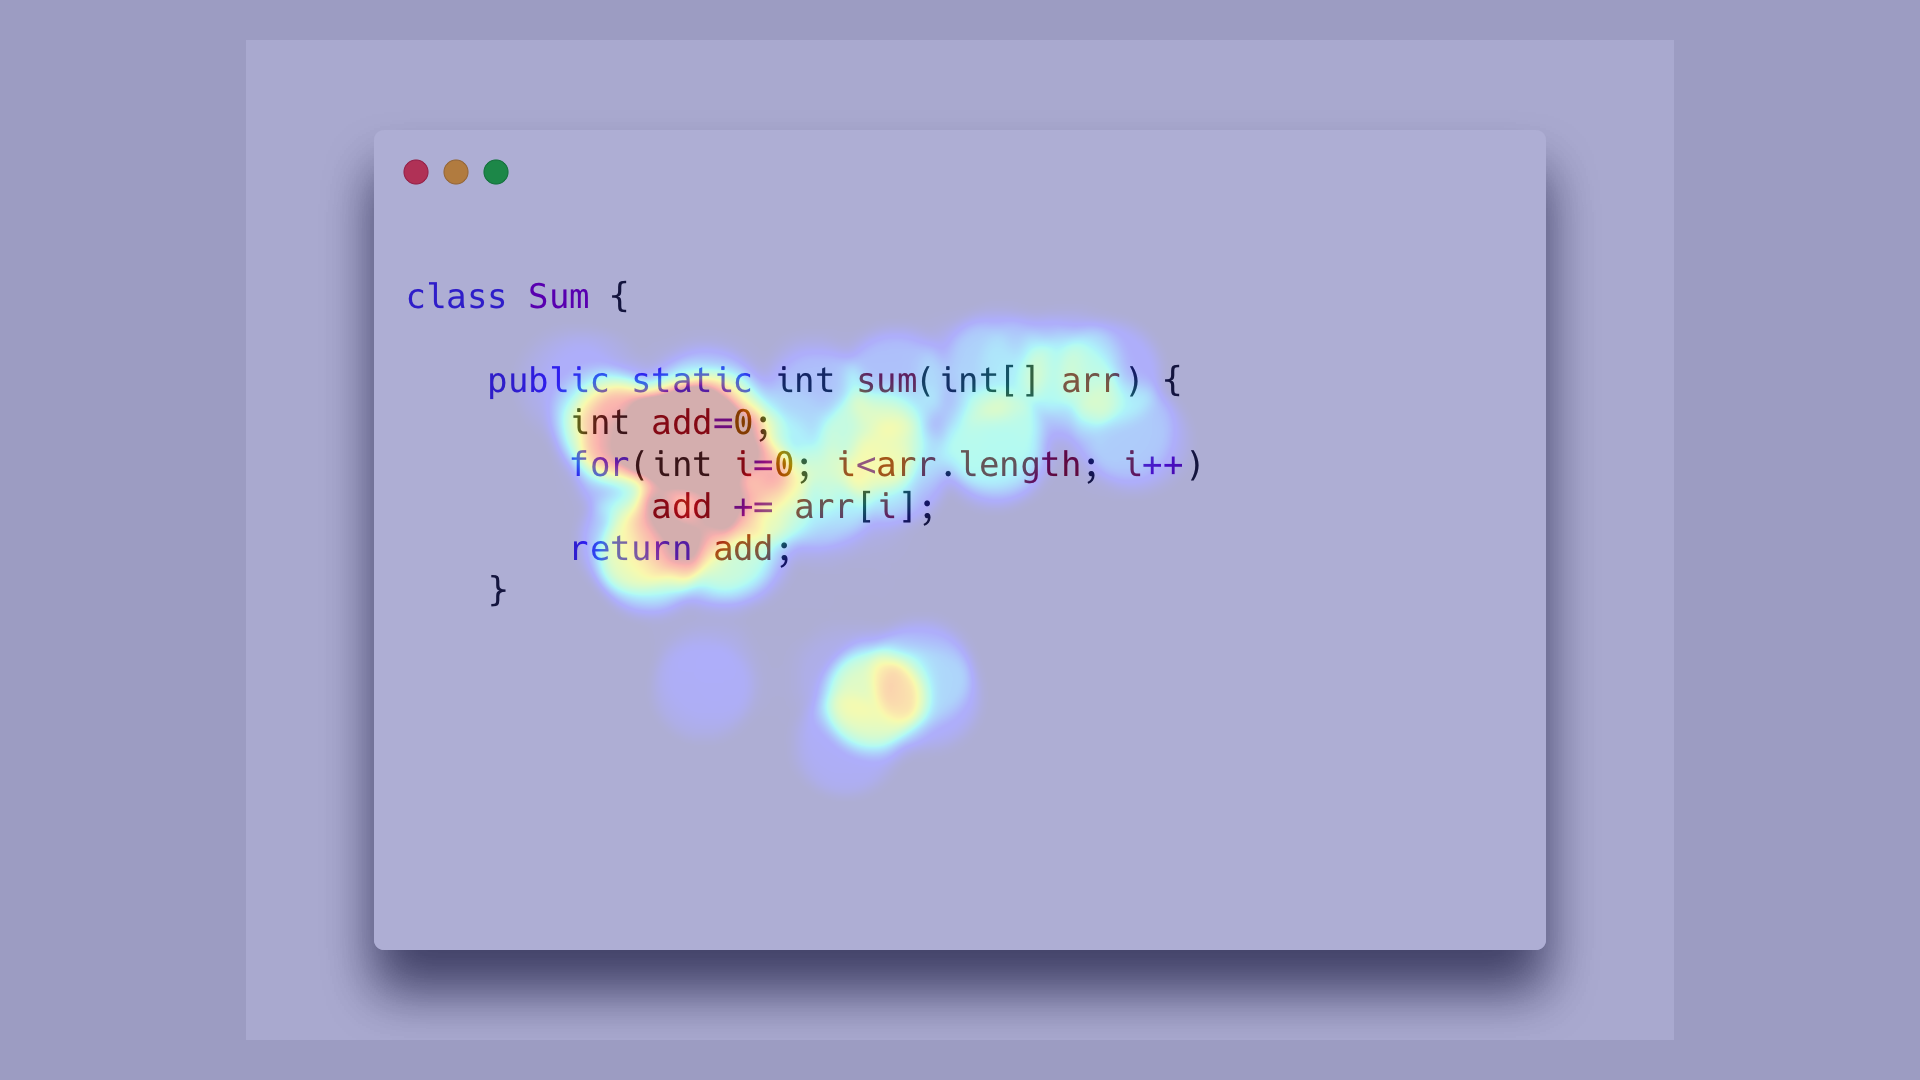 class Sum {
public static int sum(int[] arr) {
int add=0;
for(int i=0; i<arr.length; i++)
add += arr[i];
return add;
}